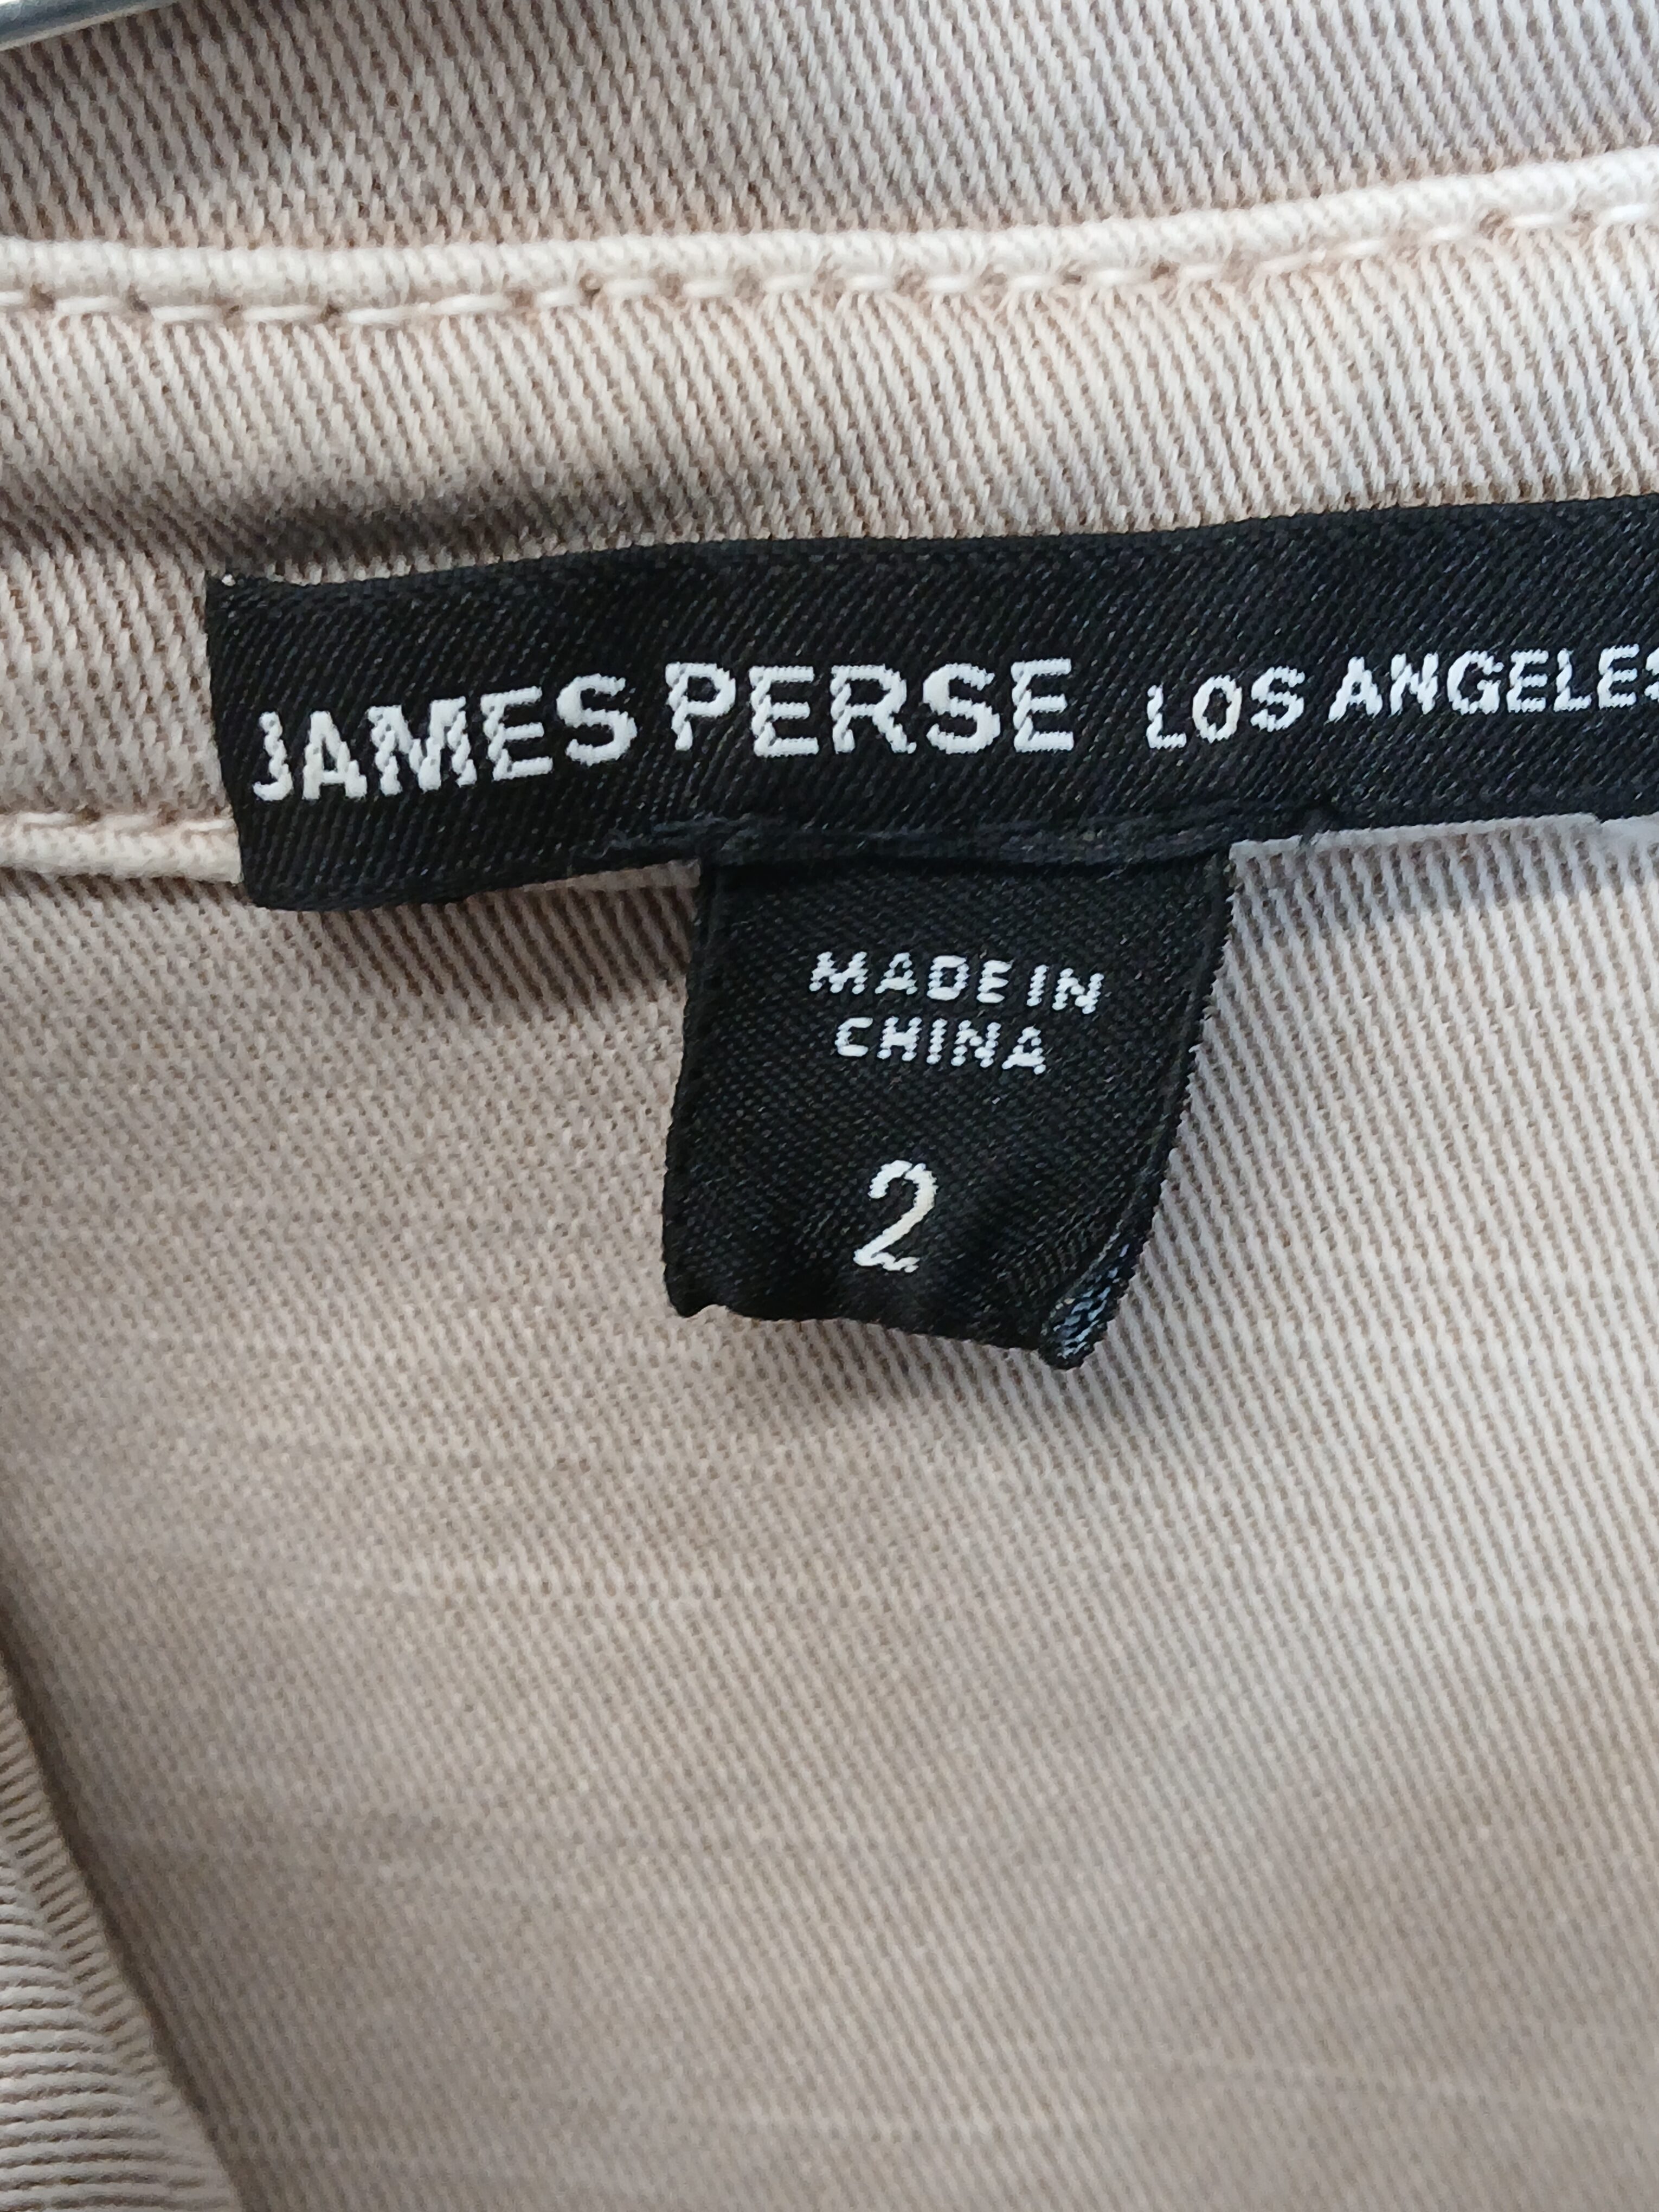 JAMES PERSE LOS ANGELES
MADE IN
CHINA
2